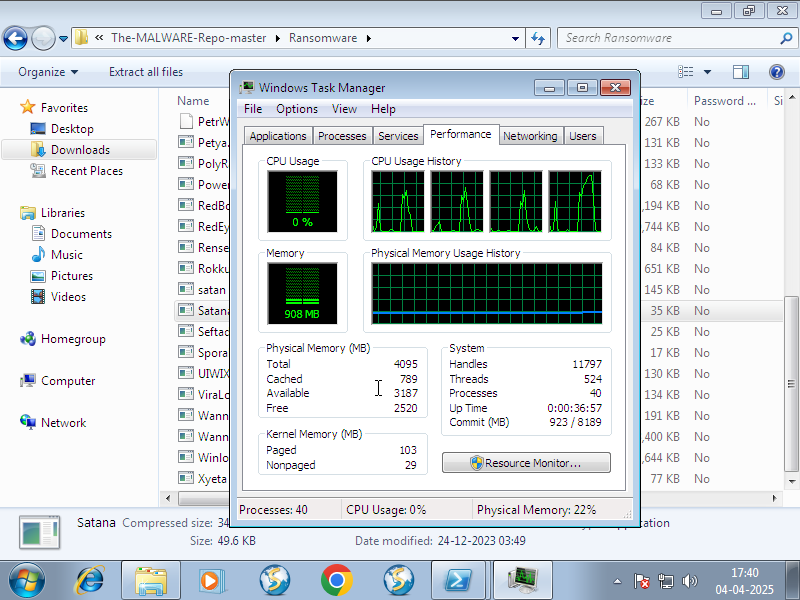 « The-MALWARE-Repo-master ▸ Ransomware ▸
Search Ransomware
Organize ▾ Extract all files
Favorites
Desktop
Downloads
Recent Places
Libraries
Documents
Music
Pictures
Videos
Homegroup
Computer
Network
Name
PetrW
Petya.
PolyR
Power
RedBo
RedEy
Rense
Rokku
satan
Satana
Seftac
Spora
UIWIX
ViraLo
Wann
Wann
Winlo
Xyeta
Windows Task Manager
File Options View Help
Applications Processes Services Performance Networking Users
CPU Usage
0 %
CPU Usage History
Memory
908 MB
Physical Memory Usage History
Physical Memory (MB)
Total 4095
Cached 789
Available 3187
Free 2520
Kernel Memory (MB)
Paged 103
Nonpaged 29
System
Handles 11797
Threads 524
Processes 40
Up Time 0:00:36:57
Commit (MB) 923 / 8189
Resource Monitor...
Processes: 40 CPU Usage: 0% Physical Memory: 22%
ize Password ... Si
267 KB No
131 KB No
133 KB No
68 KB No
194 KB No
,744 KB No
84 KB No
651 KB No
145 KB No
35 KB No
25 KB No
17 KB No
130 KB No
134 KB No
191 KB No
,400 KB No
,644 KB No
77 KB No
Satana Compressed size: 34
Size: 49.6 KB
Date modified: 24-12-2023 03:49
application
17:40
04-04-2025